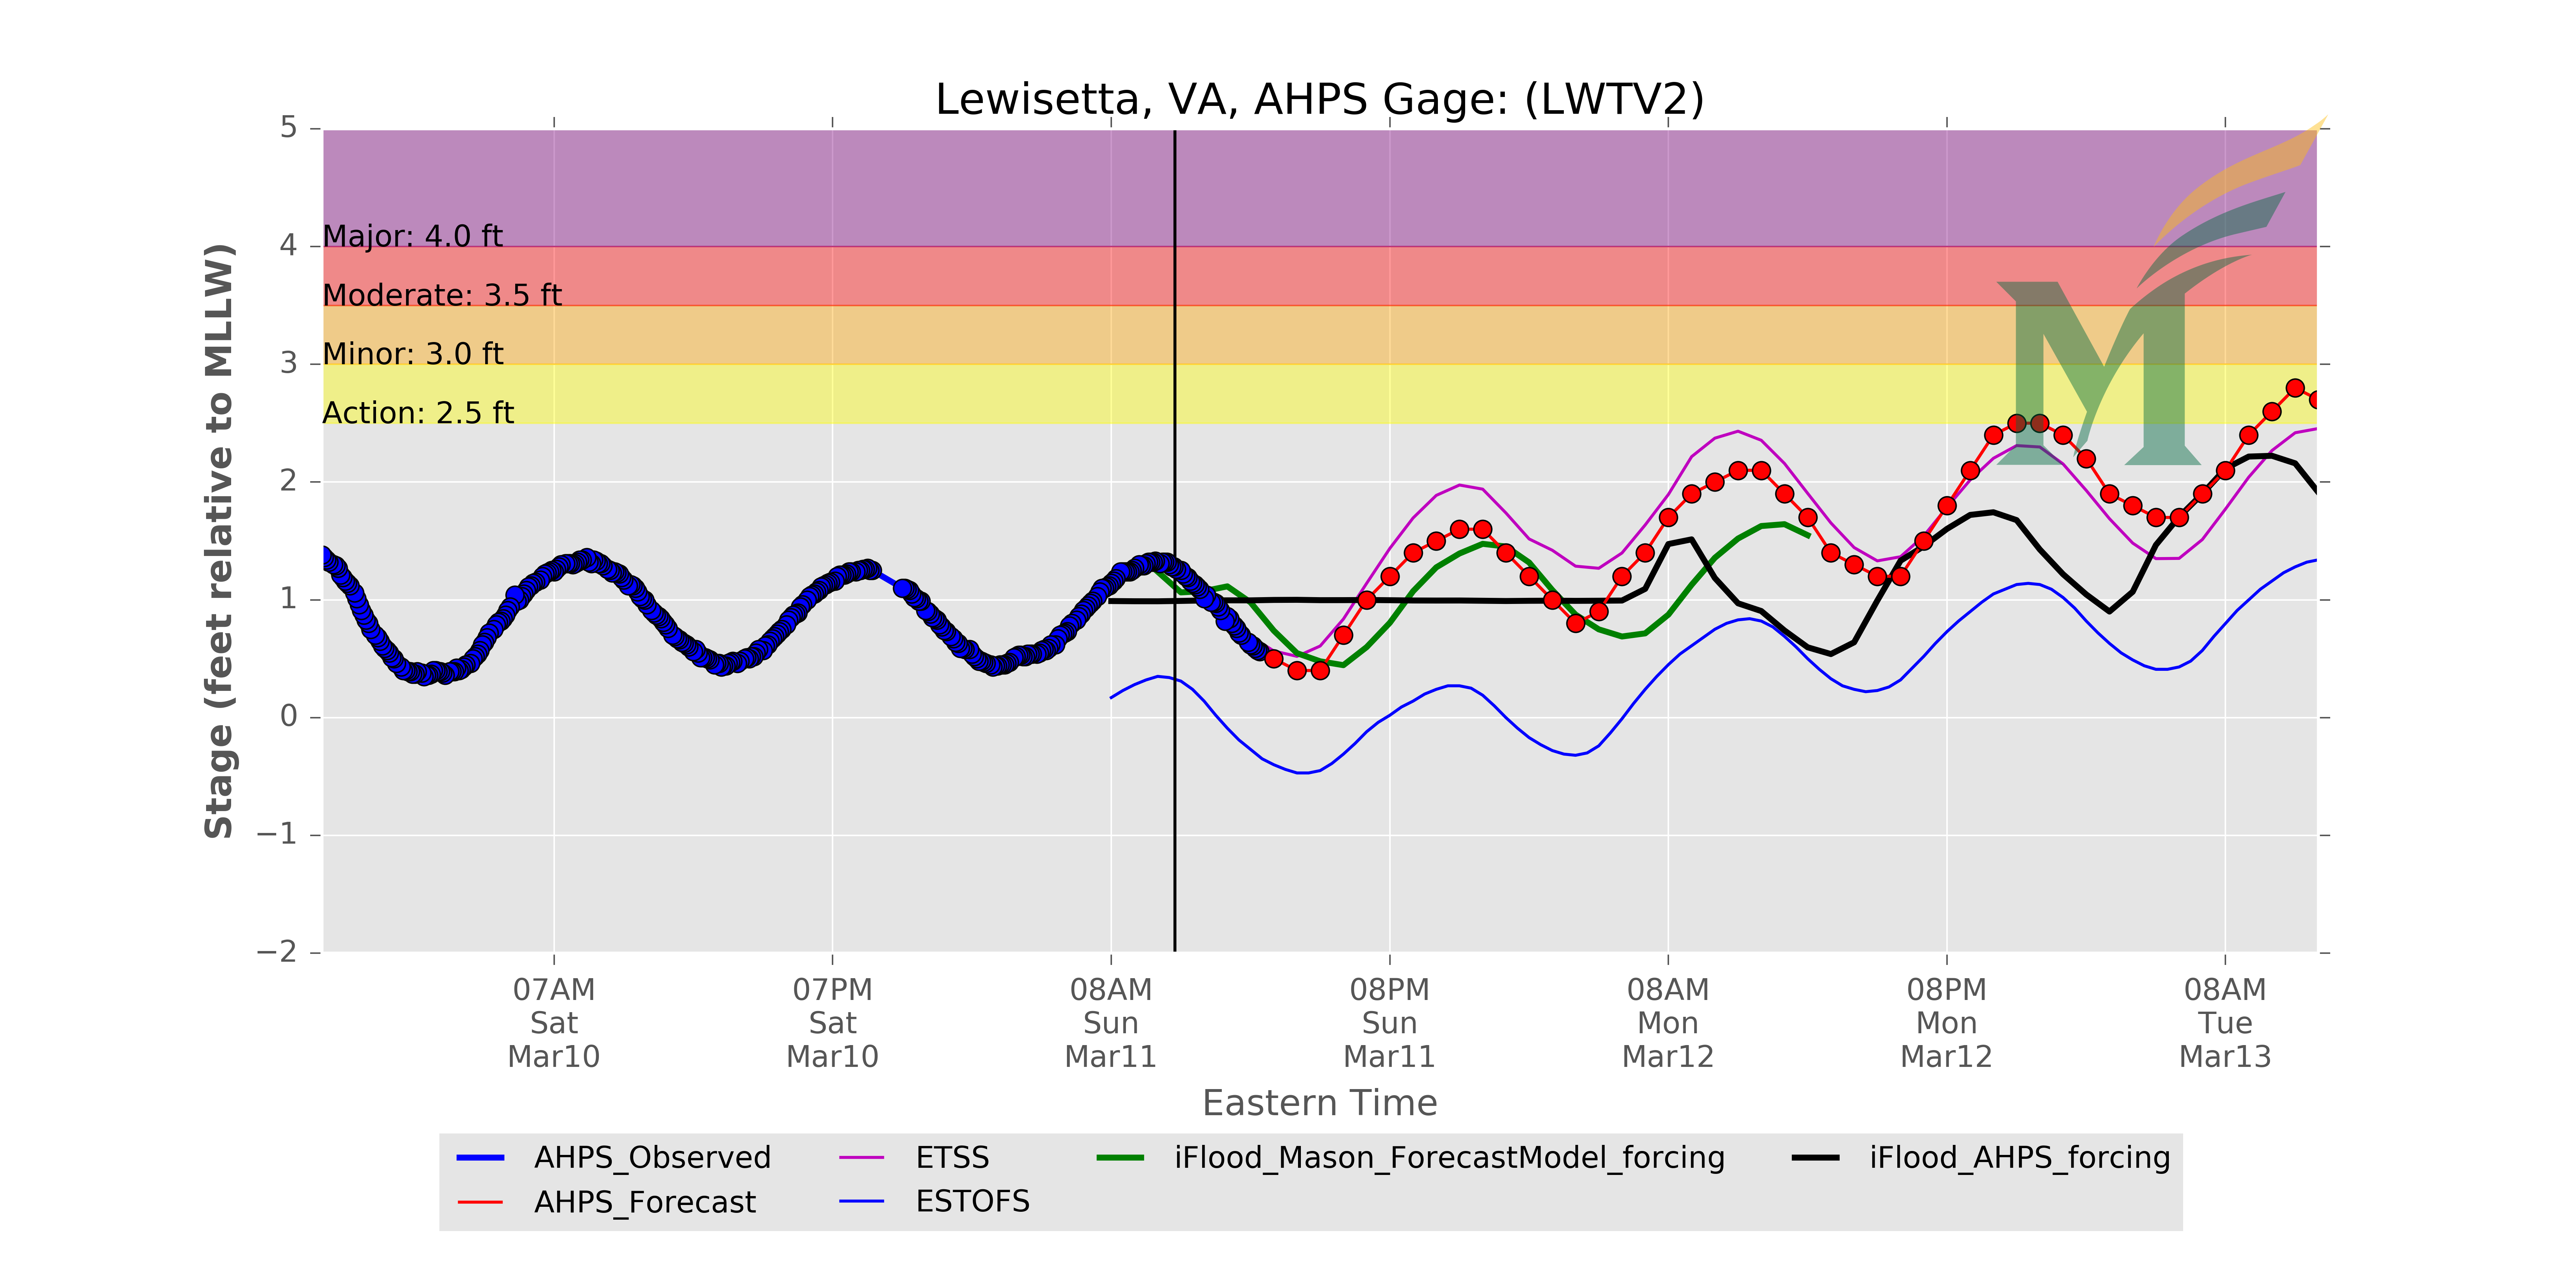 Lewisetta, VA, AHPS Gage: (LWTV2)
Stage (feet relative to MLLW)
5
4
3
2
1
0
−1
−2
Major: 4.0 ft
Moderate: 3.5 ft
Minor: 3.0 ft
Action: 2.5 ft
M
07AM
Sat
Mar10
07PM
Sat
Mar10
08AM
Sun
Mar11
08PM
Sun
Mar11
08AM
Mon
Mar12
08PM
Mon
Mar12
08AM
Tue
Mar13
Eastern Time
AHPS_Observed
AHPS_Forecast
ETSS
ESTOFS
iFlood_Mason_ForecastModel_forcing
iFlood_AHPS_forcing